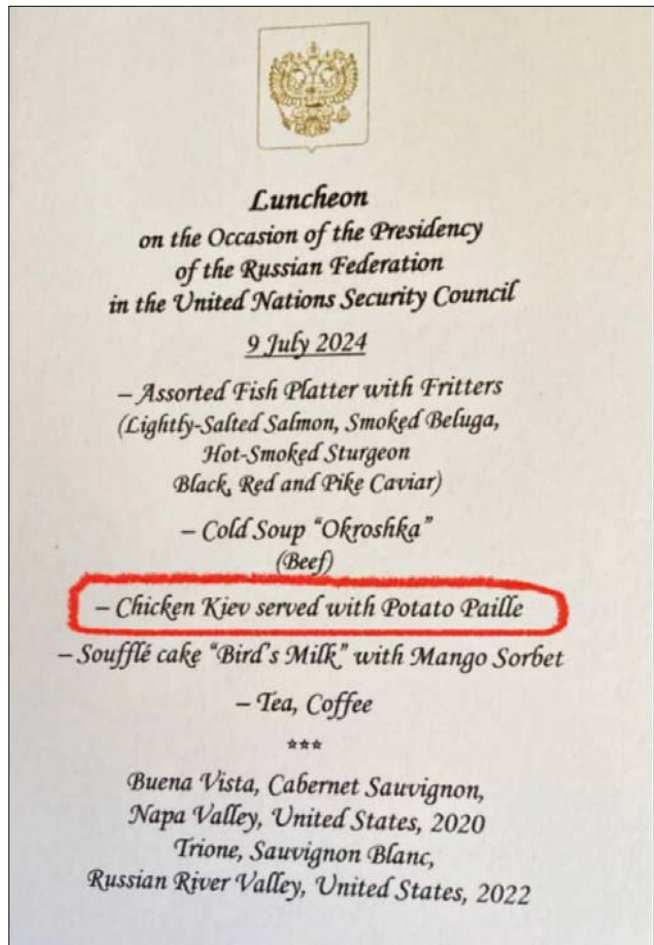 Luncheon
on the Occasion of the Presidency
of the Russian Federation
in the United Nations Security Council
9 July 2024
– Assorted Fish Platter with Fritters
(Lightly-Salted Salmon, Smoked Beluga,
Hot-Smoked Sturgeon
Black, Red and Pike Caviar)
– Cold Soup “Okroshka”
(Beef)
– Chicken Kiev served with Potato Paille
– Soufflé cake “Bird's Milk” with Mango Sorbet
– Tea, Coffee
***
Buena Vista, Cabernet Sauvignon,
Napa Valley, United States, 2020
Trione, Sauvignon Blanc,
Russian River Valley, United States, 2022